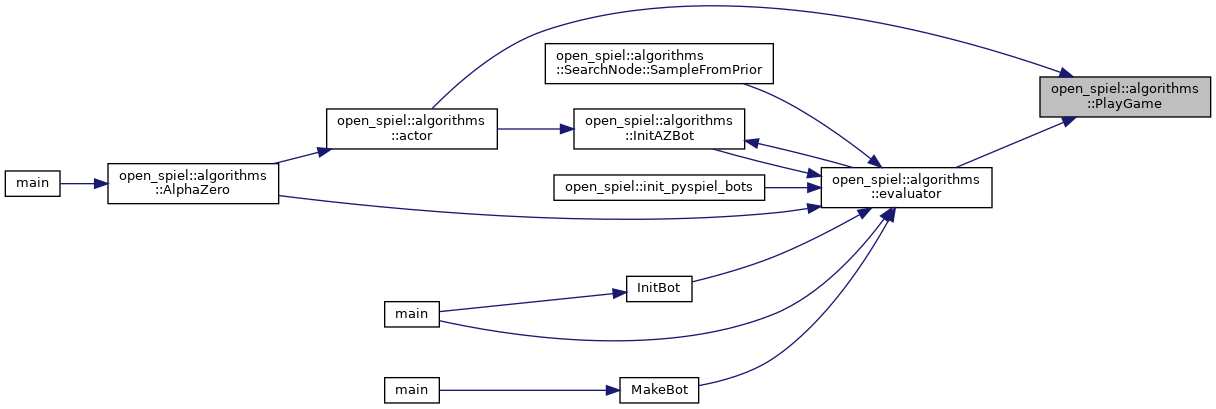 open_spiel::algorithms
::SearchNode::SampleFromPrior
open_spiel::algorithms
::PlayGame
open_spiel::algorithms
::actor
open_spiel::algorithms
::InitAZBot
main
open_spiel::algorithms
::AlphaZero
open_spiel::init_pyspiel_bots
open_spiel::algorithms
::evaluator
InitBot
main
main
MakeBot